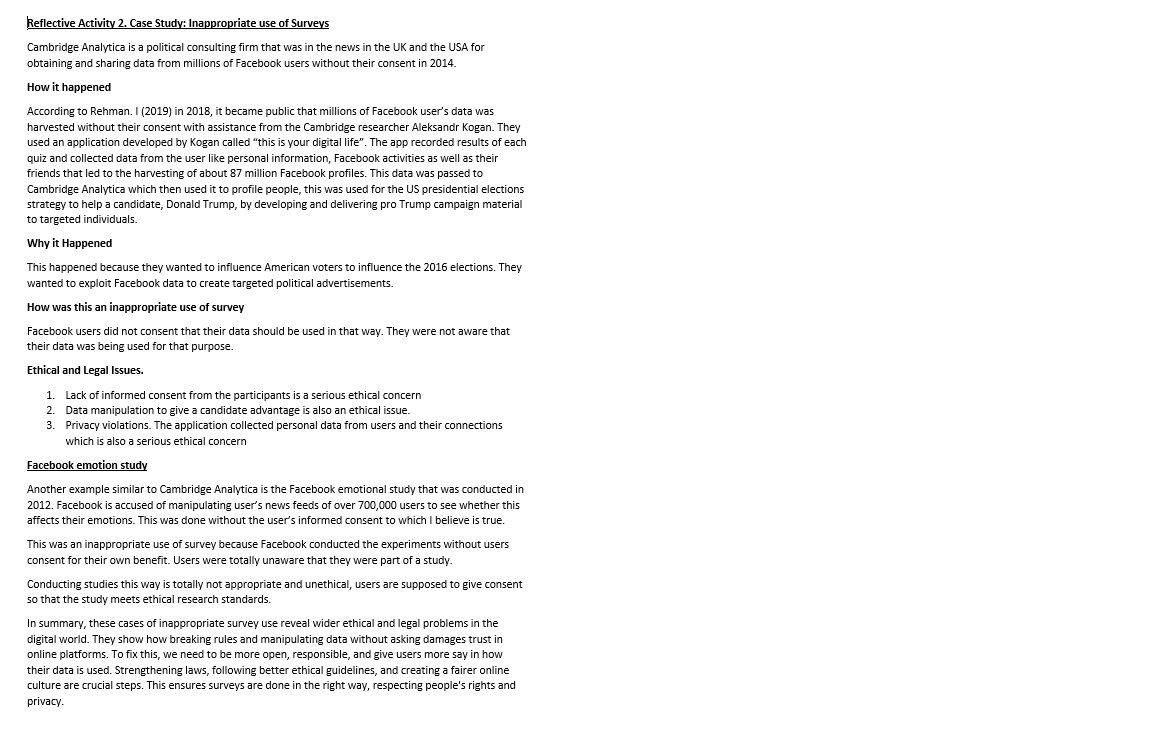 Reflective Activity 2. Case Study: Inappropriate use of Surveys
Cambridge Analytica is a political consulting firm that was in the news in the UK and the USA for
obtaining and sharing data from millions of Facebook users without their consent in 2014.
How it happened
According to Rehman. I (2019) in 2018, it became public that millions of Facebook user's data was
harvested without their consent with assistance from the Cambridge researcher Aleksandr Kogan. They
used an application developed by Kogan called “this is your digital life”. The app recorded results of each
quiz and collected data from the user like personal information, Facebook activities as well as their
friends that led to the harvesting of about 87 million Facebook profiles. This data was passed to
Cambridge Analytica which then used it to profile people, this was used for the US presidential elections
strategy to help a candidate, Donald Trump, by developing and delivering pro Trump campaign material
to targeted individuals.
Why it Happened
This happened because they wanted to influence American voters to influence the 2016 elections. They
wanted to exploit Facebook data to create targeted political advertisements.
How was this an inappropriate use of survey
Facebook users did not consent that their data should be used in that way. They were not aware that
their data was being used for that purpose.
Ethical and Legal Issues.
1. Lack of informed consent from the participants is a serious ethical concern
2. Data manipulation to give a candidate advantage is also an ethical issue.
3. Privacy violations. The application collected personal data from users and their connections
which is also a serious ethical concern
Facebook emotion study
Another example similar to Cambridge Analytica is the Facebook emotional study that was conducted in
2012. Facebook is accused of manipulating user's news feeds of over 700,000 users to see whether this
affects their emotions. This was done without the user's informed consent to which I believe is true.
This was an inappropriate use of survey because Facebook conducted the experiments without users
consent for their own benefit. Users were totally unaware that they were part of a study.
Conducting studies this way is totally not appropriate and unethical, users are supposed to give consent
so that the study meets ethical research standards.
In summary, these cases of inappropriate survey use reveal wider ethical and legal problems in the
digital world. They show how breaking rules and manipulating data without asking damages trust in
online platforms. To fix this, we need to be more open, responsible, and give users more say in how
their data is used. Strengthening laws, following better ethical guidelines, and creating a fairer online
culture are crucial steps. This ensures surveys are done in the right way, respecting people's rights and
privacy.